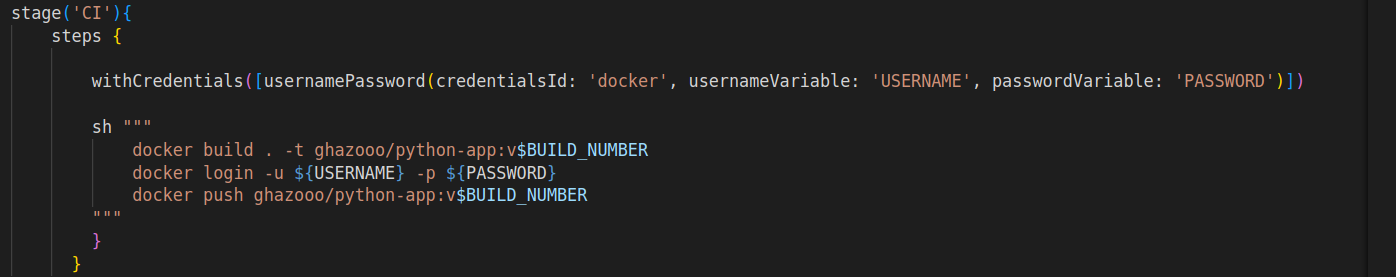 stage('CI'){
steps {
withCredentials([usernamePassword(credentialsId: 'docker', usernameVariable: 'USERNAME', passwordVariable: 'PASSWORD')])
sh """
docker build . -t ghazooo/python-app:v$BUILD_NUMBER
docker login -u ${USERNAME} -p ${PASSWORD}
docker push ghazooo/python-app:v$BUILD_NUMBER
"""
}
}